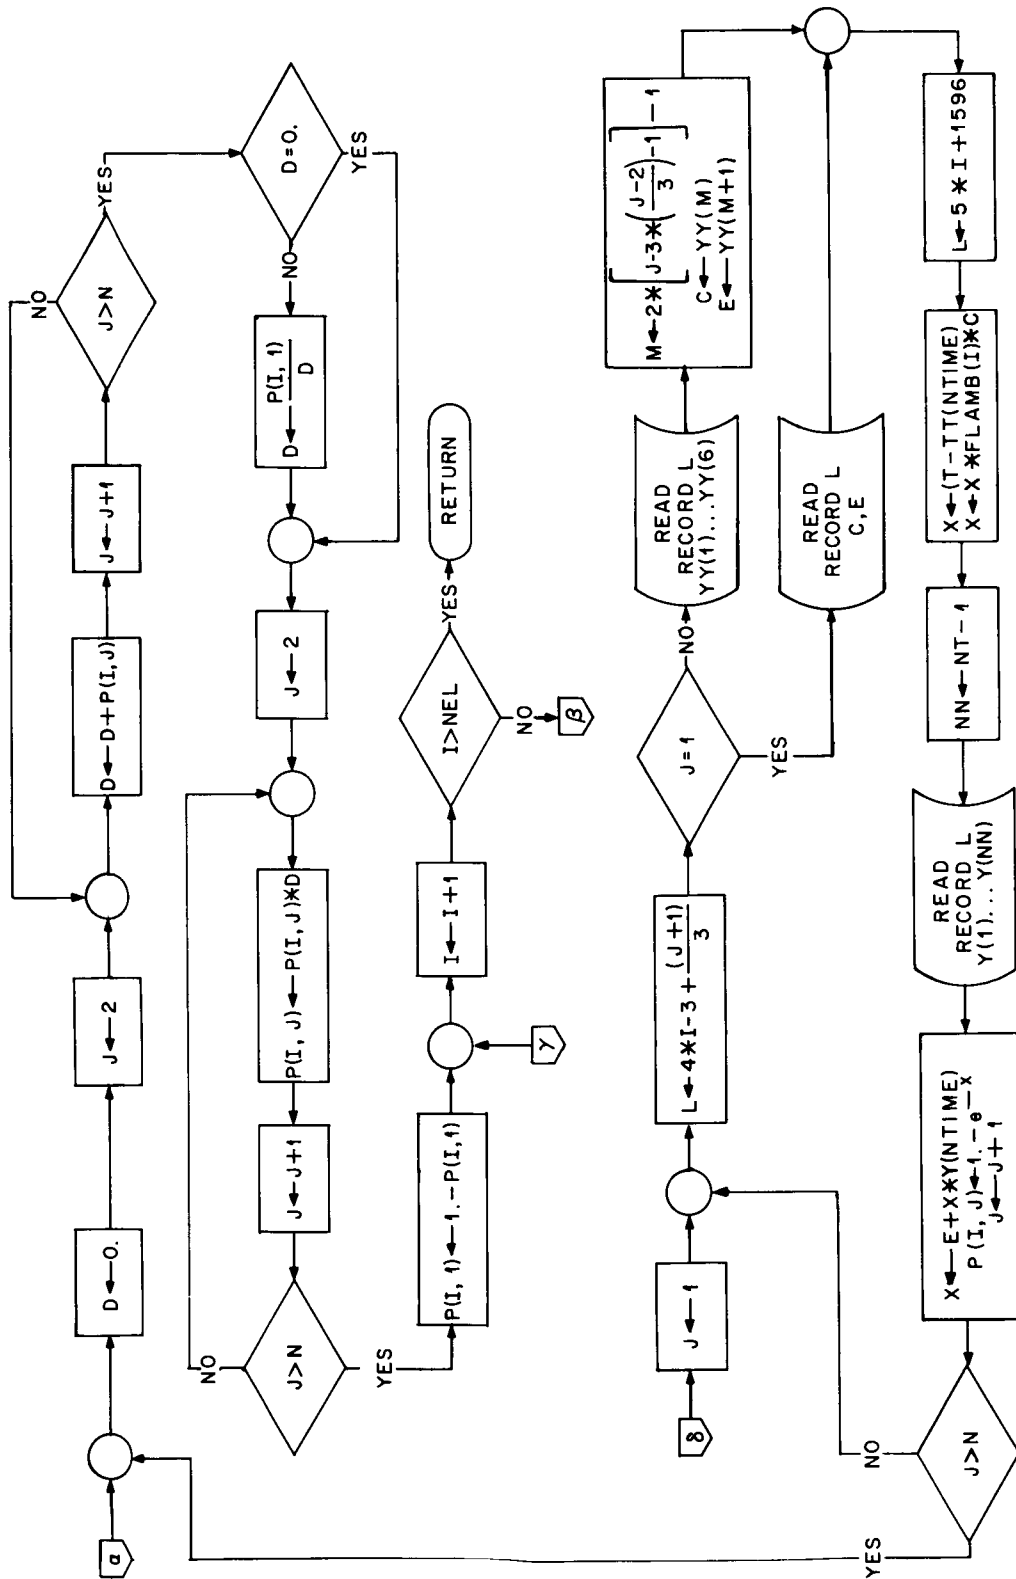 α
D←0.
J←2
D←D+P(I,J)
J←J+1
J>N
NO
YES
D=0.
NO
YES
D← P(I, 1)
D
J←2
P(I, J)←P(I, J)*D
J←J+1
J>N
NO
YES
P(I, 1)←1.-P(I,1)
γ
I←I+1
I>NEL
YES
RETURN
NO
β
δ
J←1
L←4*I-3+ (J+1)
3
J=1
NO
YES
READ
RECORD L
YY(1)...YY(6)
M←2*[J-3*((J-2)
3)-1]-1
C←YY(M)
E←YY(M+1)
READ
RECORD L
C,E
L←5*I+1596
X←(T-TT(NTIME)
X←X*FLAMB(I)*C
NN←NT-1
READ
RECORD L
Y(1)...Y(NN)
X←E+X*Y(NTIME)
P(I, J)←1.-e-X
J←J+1
J>N
NO
YES